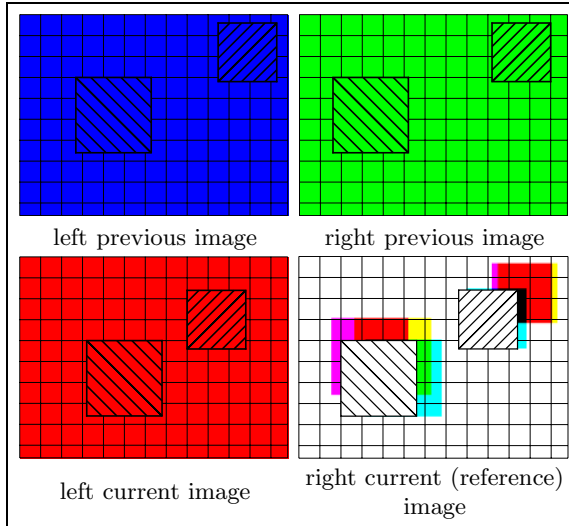 left previous image
right previous image
left current image
right current (reference)
image